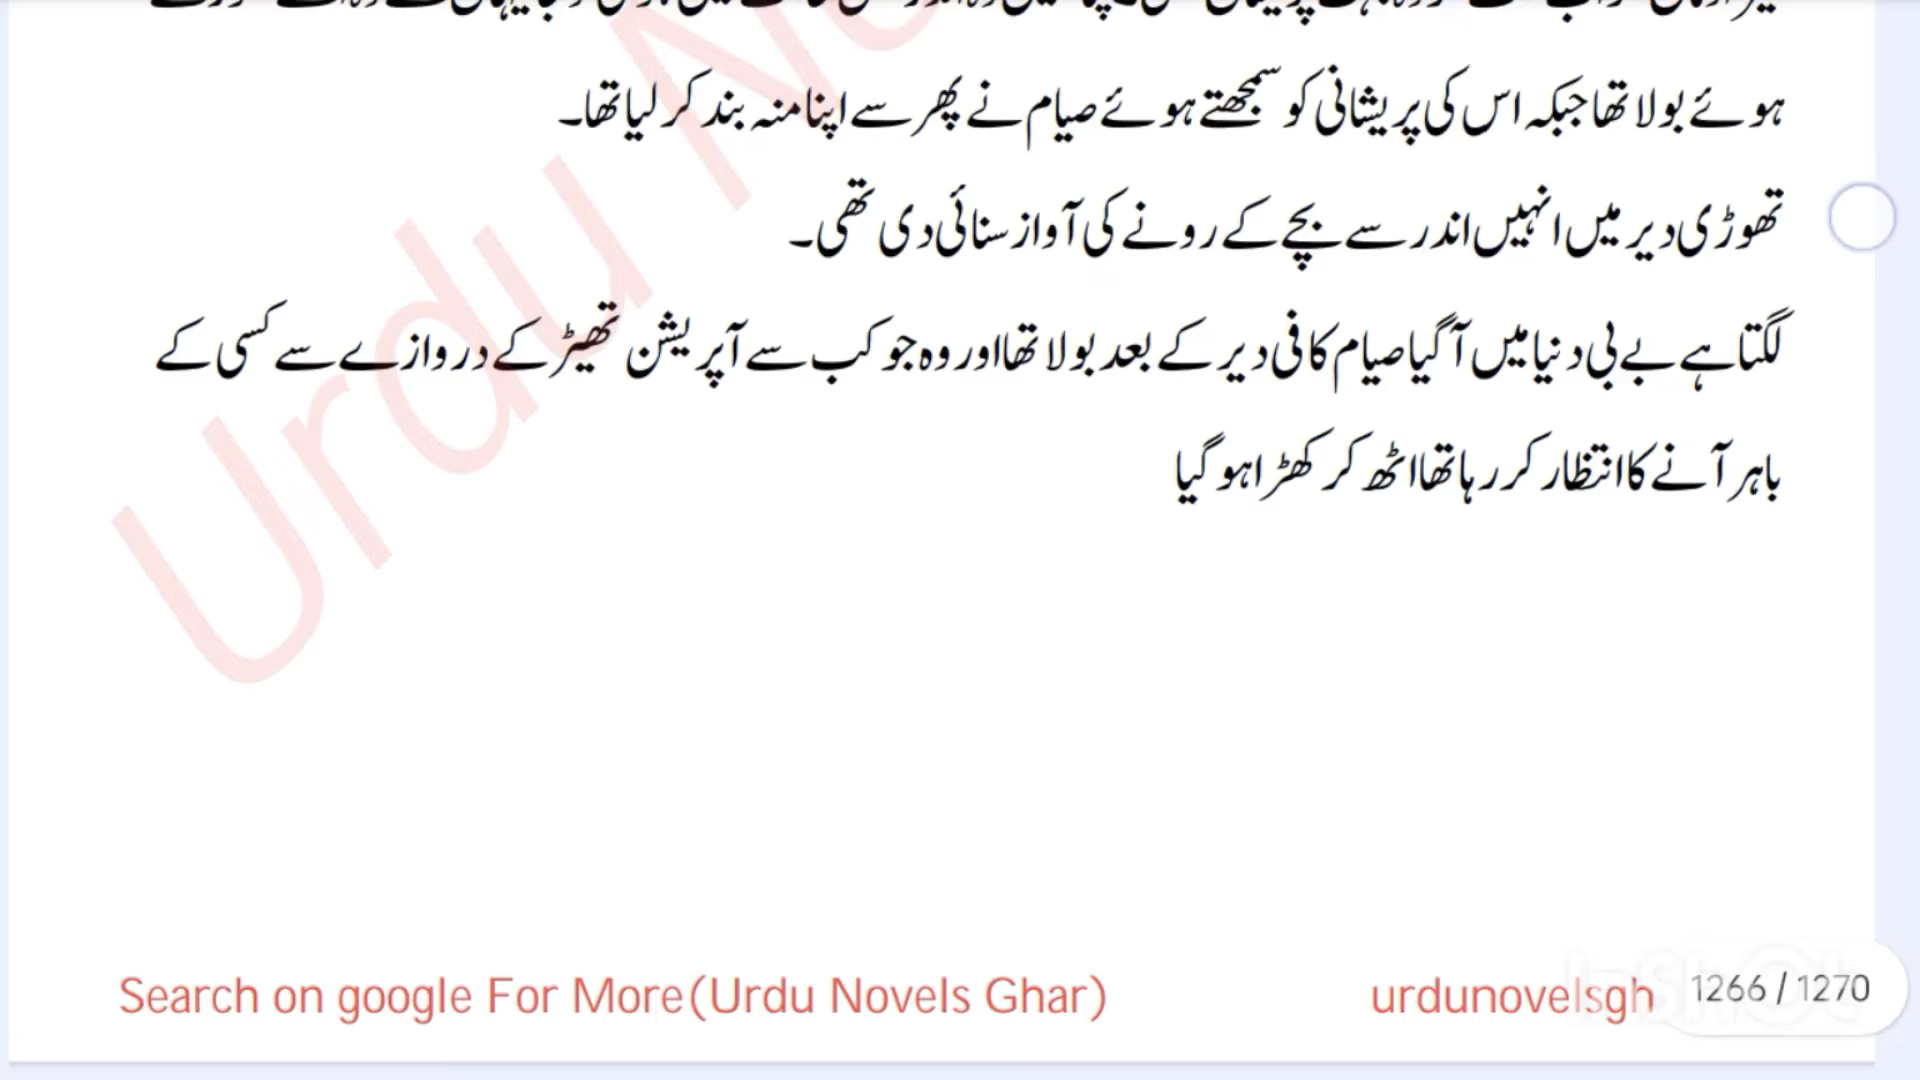 ہوئے بولا تھا جبکہ اس کی پریشانی کو سمجھتے ہوئے صیام نے پھر سے اپنا منہ بند کر لیا تھا۔
تھوڑی دیر میں انہیں اندر سے بچے کے رونے کی آواز سنائی دی تھی۔
لگتا ہے بے بی دنیا میں آگیا صیام کافی دیر کے بعد بولا تھا اور وہ جو کب سے آپریشن تھیڑ کے دروازے سے کسی کے
باہر آنے کا انتظار کر رہا تھا اٹھ کر کھڑا ہو گیا
Urdu No
Search on google For More(Urdu Novels Ghar)
urdunovelsgh
1266 / 1270